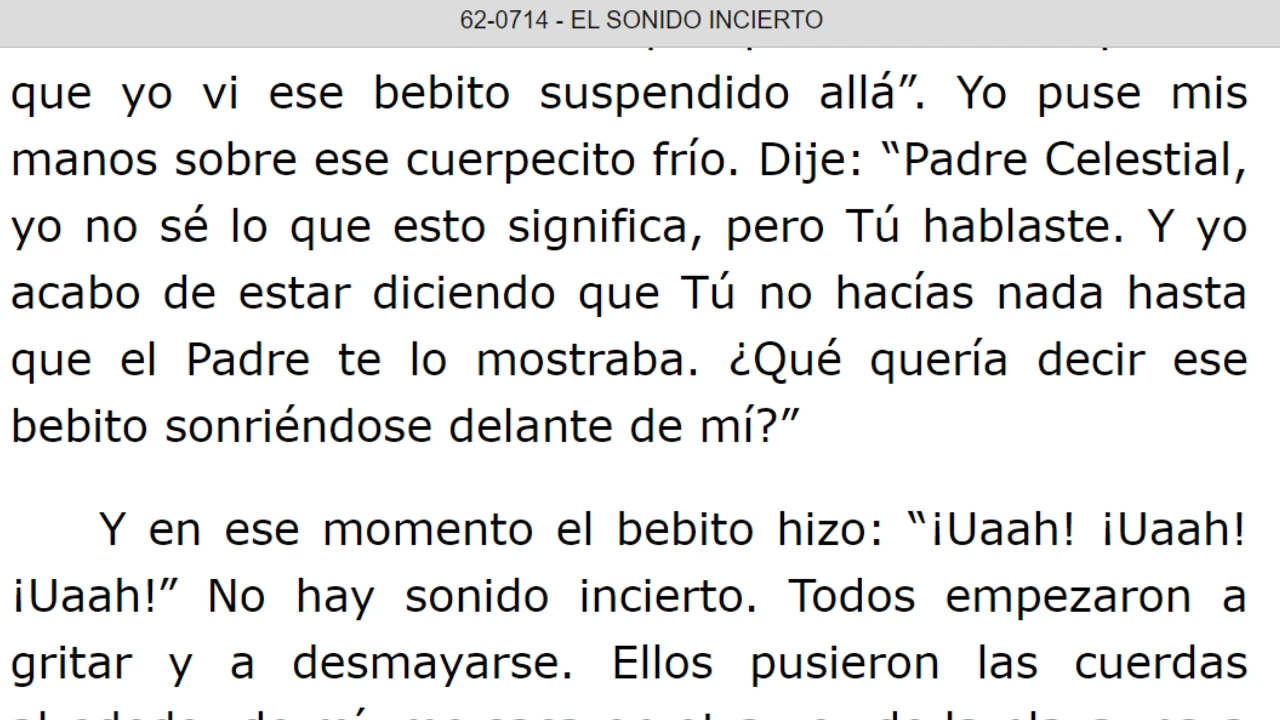 62-0714 - EL SONIDO INCIERTO
que yo vi ese bebito suspendido allá”. Yo puse mis
manos sobre ese cuerpecito frío. Dije: “Padre Celestial,
yo no sé lo que esto significa, pero Tú hablaste. Y yo
acabo de estar diciendo que Tú no hacías nada hasta
que el Padre te lo mostraba. ¿Qué quería decir ese
bebito sonriéndose delante de mí?”
Y en ese momento el bebito hizo: “¡Uaah! ¡Uaah!
¡Uaah!” No hay sonido incierto. Todos empezaron a
gritar y a desmayarse. Ellos pusieron las cuerdas